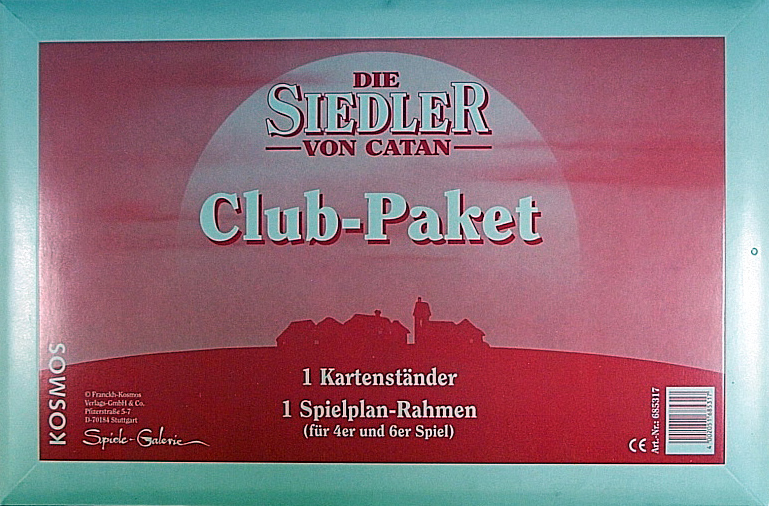 DIE
SIEDLER
VON CATAN
Club-Paket
1 Kartenständer
1 Spielplan-Rahmen
(für 4er und 6er Spiel)
KOSMOS
© Franckh-Kosmos
Verlags-GmbH & Co.
Pfizerstraße 5-7
D-70184 Stuttgart
Spiele-Galerie
CE
Art.-Nr.: 685317